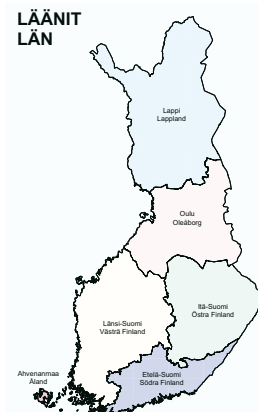 LÄÄNIT
LÄN
Lappi
Lappland
Oulu
Oleåborg
Itä-Suomi
Östra Finland
Länsi-Suomi
Västra Finland
Ahvenanmaa
Åland
Etelä-Suomi
Södra Finland